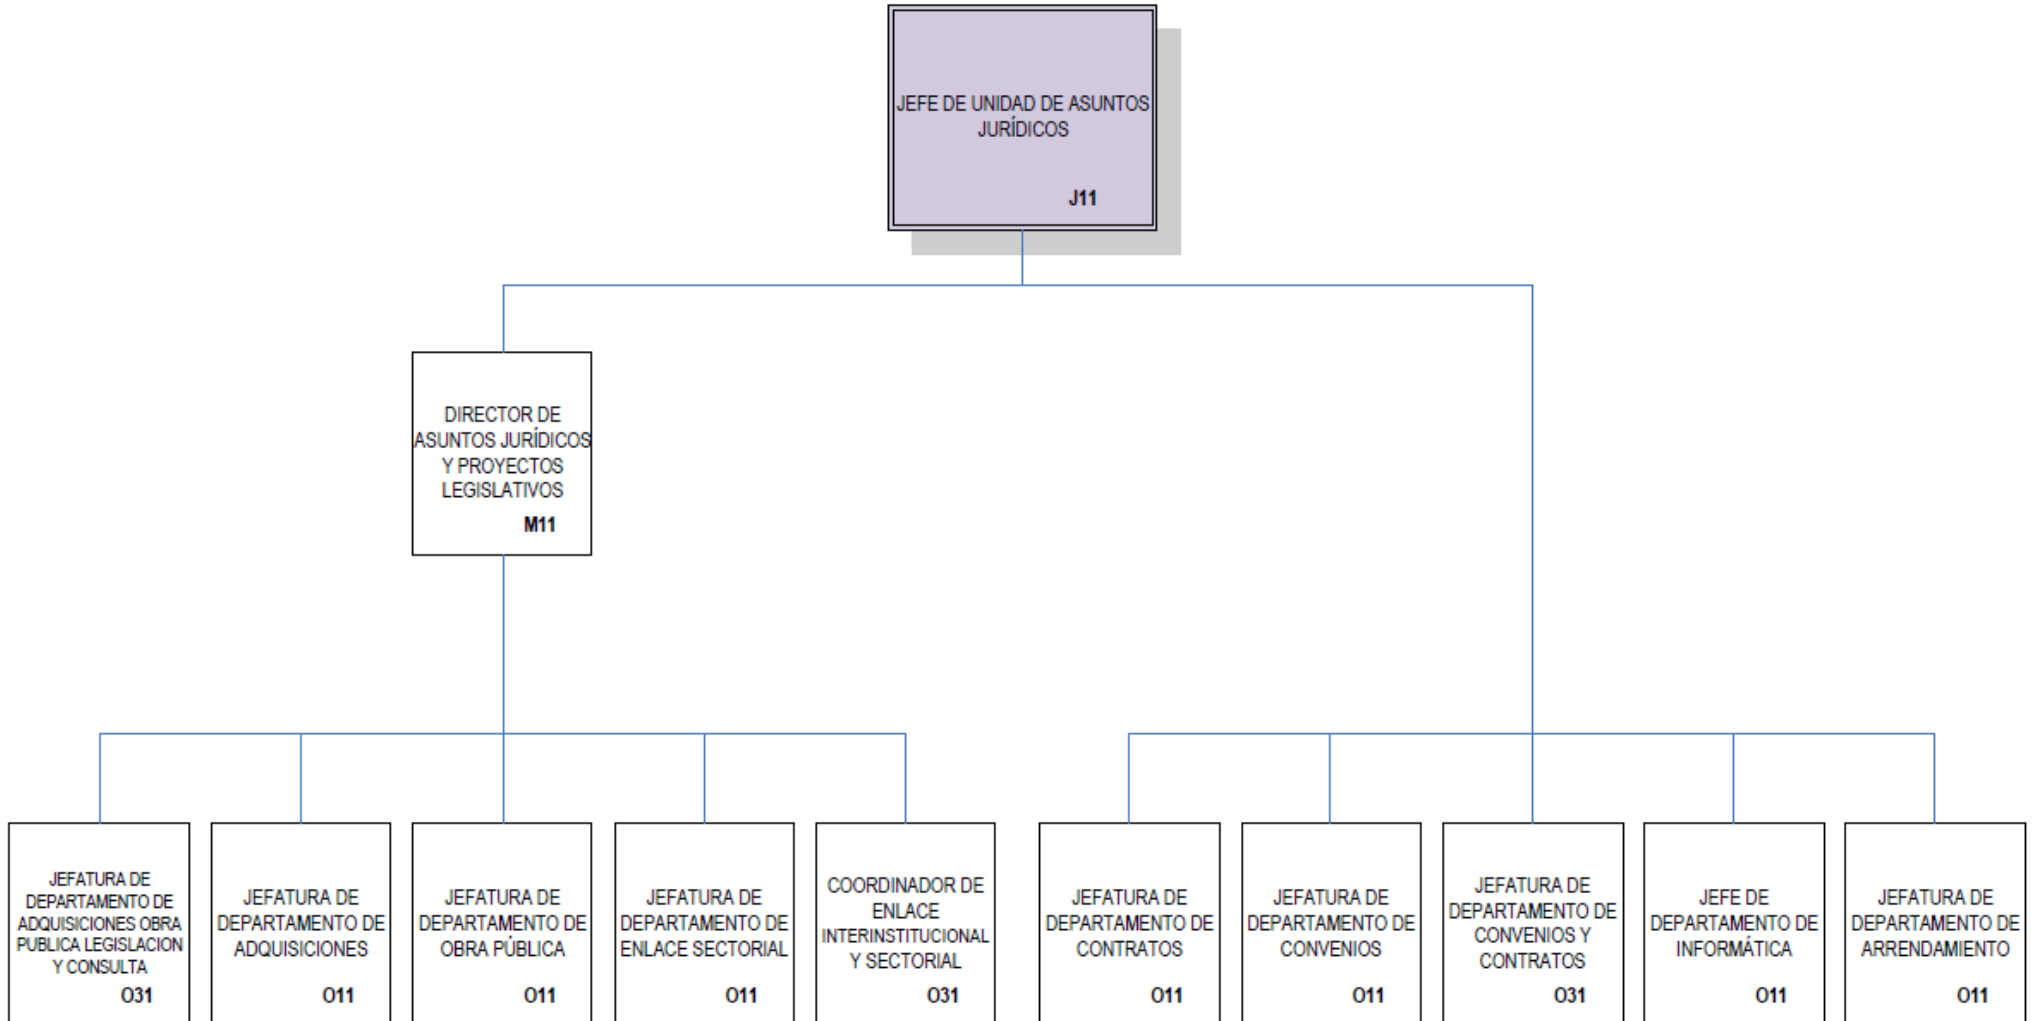 JEFE DE UNIDAD DE ASUNTOS
JURÍDICOS
J11
DIRECTOR DE
ASUNTOS JURÍDICOS
Y PROYECTOS
LEGISLATIVOS
M11
JEFATURA DE
DEPARTAMENTO DE
ADQUISICIONES OBRA
PUBLICA LEGISLACION
Y CONSULTA
O31
JEFATURA DE
DEPARTAMENTO DE
ADQUISICIONES
O11
JEFATURA DE
DEPARTAMENTO DE
OBRA PÚBLICA
O11
JEFATURA DE
DEPARTAMENTO DE
ENLACE SECTORIAL
O11
COORDINADOR DE
ENLACE
INTERINSTITUCIONAL
Y SECTORIAL
O31
JEFATURA DE
DEPARTAMENTO DE
CONTRATOS
O11
JEFATURA DE
DEPARTAMENTO DE
CONVENIOS
O11
JEFATURA DE
DEPARTAMENTO DE
CONVENIOS Y
CONTRATOS
O31
JEFE DE
DEPARTAMENTO DE
INFORMÁTICA
O11
JEFATURA DE
DEPARTAMENTO DE
ARRENDAMIENTO
O11